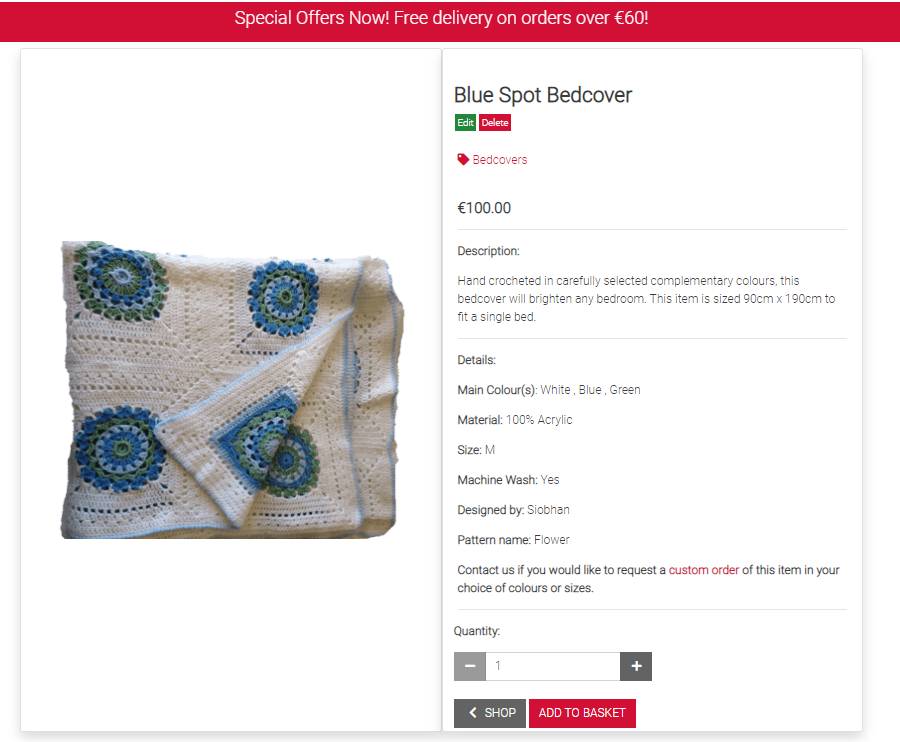 Special Offers Now! Free delivery on orders over €60!
Blue Spot Bedcover
Edit Delete
Bedcovers
€100.00
Description:
Hand crocheted in carefully selected complementary colours, this
bedcover will brighten any bedroom. This item is sized 90cm x 190cm to
fit a single bed.
Details:
Main Colour(s): White , Blue , Green
Material: 100% Acrylic
Size: M
Machine Wash: Yes
Designed by: Siobhan
Pattern name: Flower
Contact us if you would like to request a custom order of this item in your
choice of colours or sizes.
Quantity:
1
SHOP ADD TO BASKET